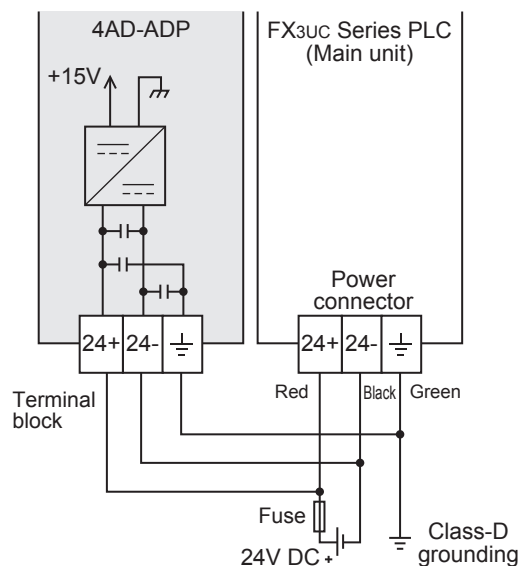 4AD-ADP
FX3UC Series PLC
(Main unit)
+15V
Power
connector
24+ 24-
24+ 24-
Terminal
block
Red Black Green
Fuse
24V DC +
Class-D
grounding